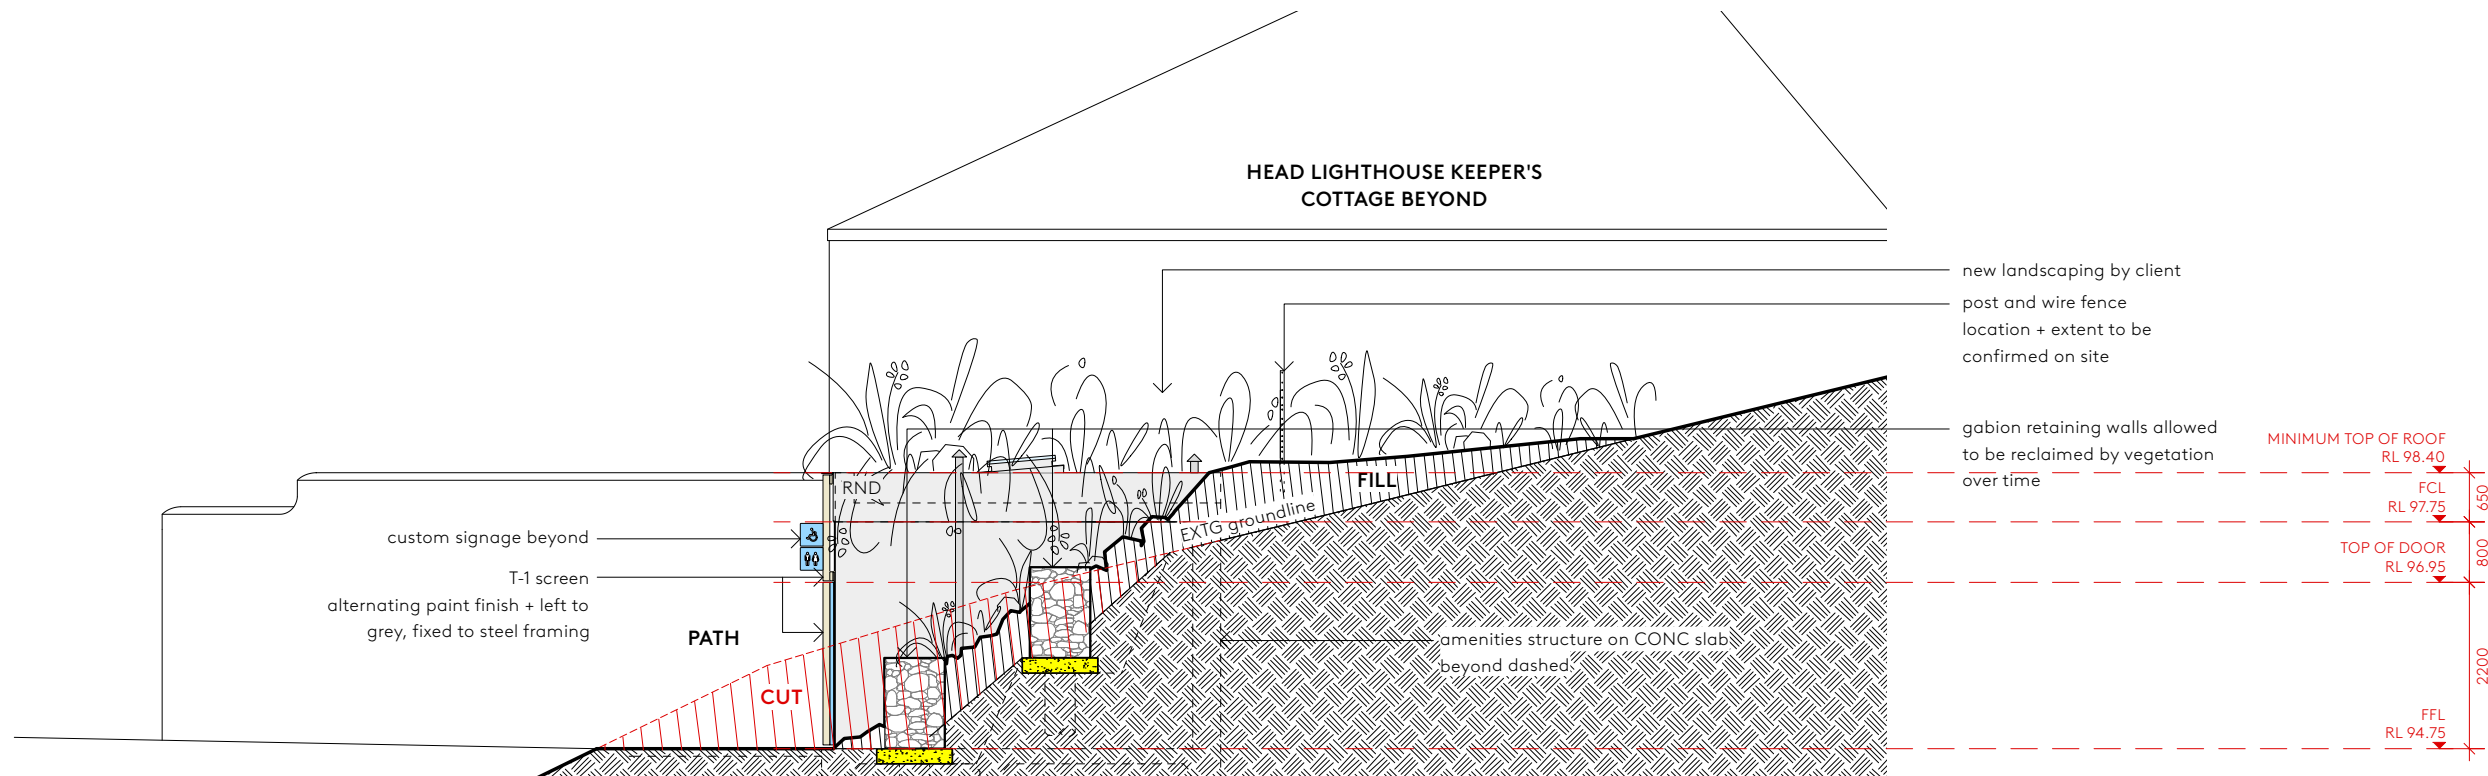 HEAD LIGHTHOUSE KEEPER'S
COTTAGE BEYOND
new landscaping by client
post and wire fence
location + extent to be
confirmed on site
gabion retaining walls allowed
to be reclaimed by vegetation
over time
MINIMUM TOP OF ROOF
RL 98.40
FCL
RL 97.75
TOP OF DOOR
RL 96.95
FFL
RL 94.75
650
800
2200
RND
FILL
EXTG groundline
custom signage beyond
T-1 screen
alternating paint finish + left to
grey, fixed to steel framing
PATH
CUT
amenities structure on CONC slab
beyond dashed